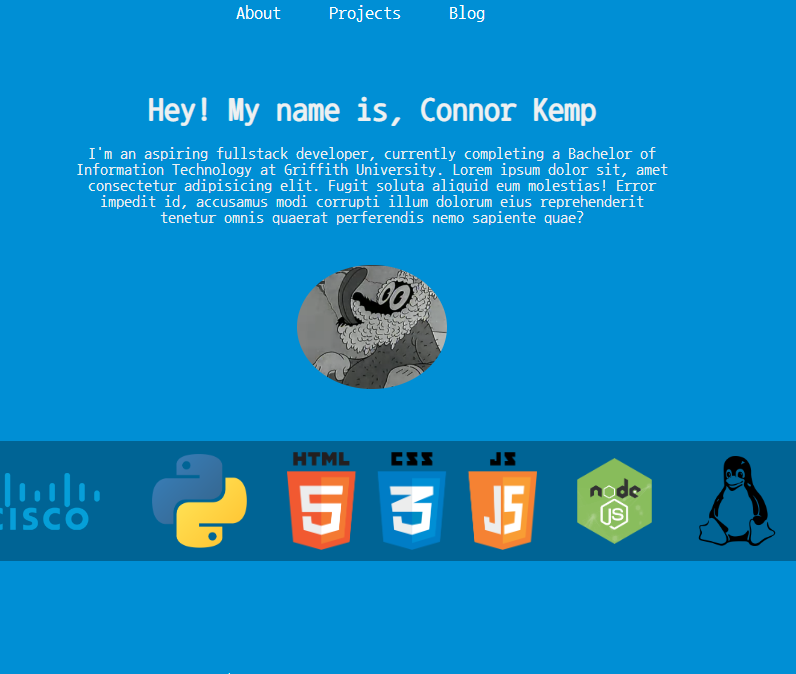 About Projects Blog
Hey! My name is, Connor Kemp
I'm an aspiring fullstack developer, currently completing a Bachelor of
Information Technology at Griffith University. Lorem ipsum dolor sit, amet
consectetur adipisicing elit. Fugit soluta aliquid eum molestias! Error
impedit id, accusamus modi corrupti illum dolorum eius reprehenderit
tenetur omnis quaerat perferendis nemo sapiente quae?
HTML CSS JS
cisco 5 3 JS node JS